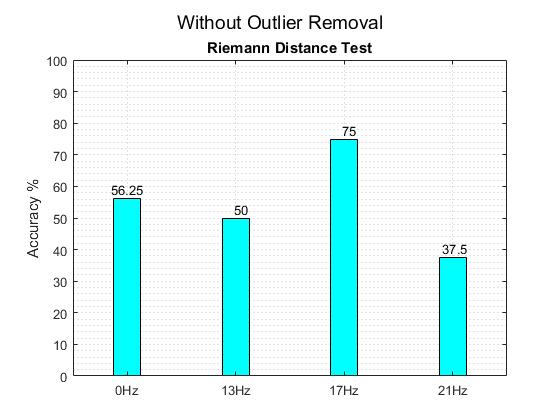 Without Outlier Removal
Riemann Distance Test
Accuracy %
100
90
80
70
60
50
40
30
20
10
0
56.25
50
75
37.5
0Hz
13Hz
17Hz
21Hz